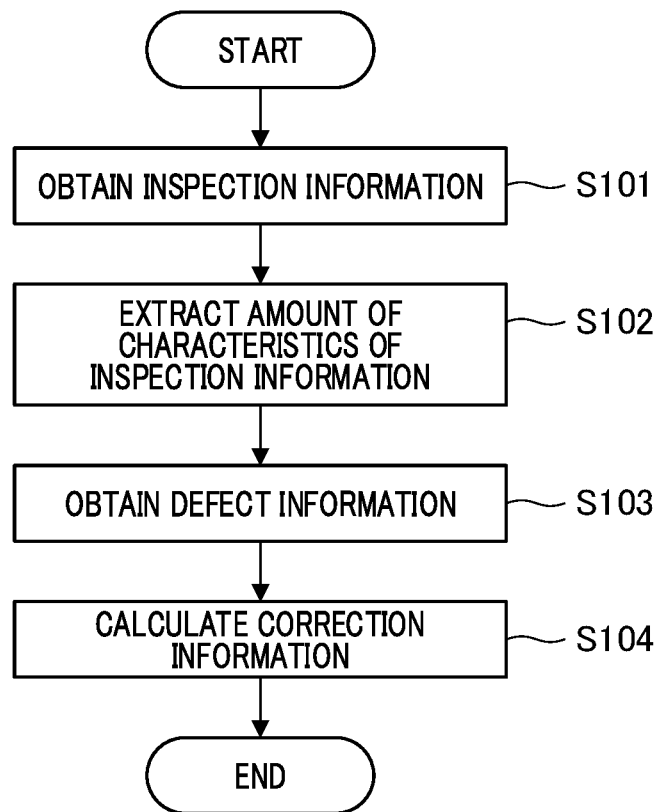 START
OBTAIN INSPECTION INFORMATION
S101
EXTRACT AMOUNT OF
CHARACTERISTICS OF
INSPECTION INFORMATION
S102
OBTAIN DEFECT INFORMATION
S103
CALCULATE CORRECTION
INFORMATION
S104
END